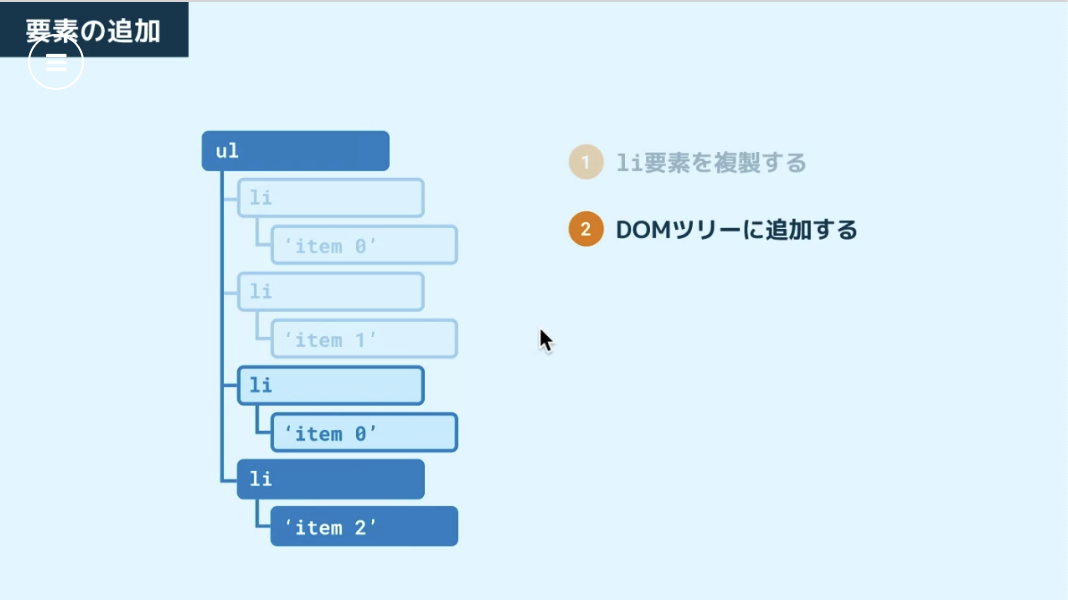 要素の追加
ul
li
‘item 0’
li
‘item 1’
li
‘item 0’
li
‘item 2’
1 li要素を複製する
2 DOMツリーに追加する